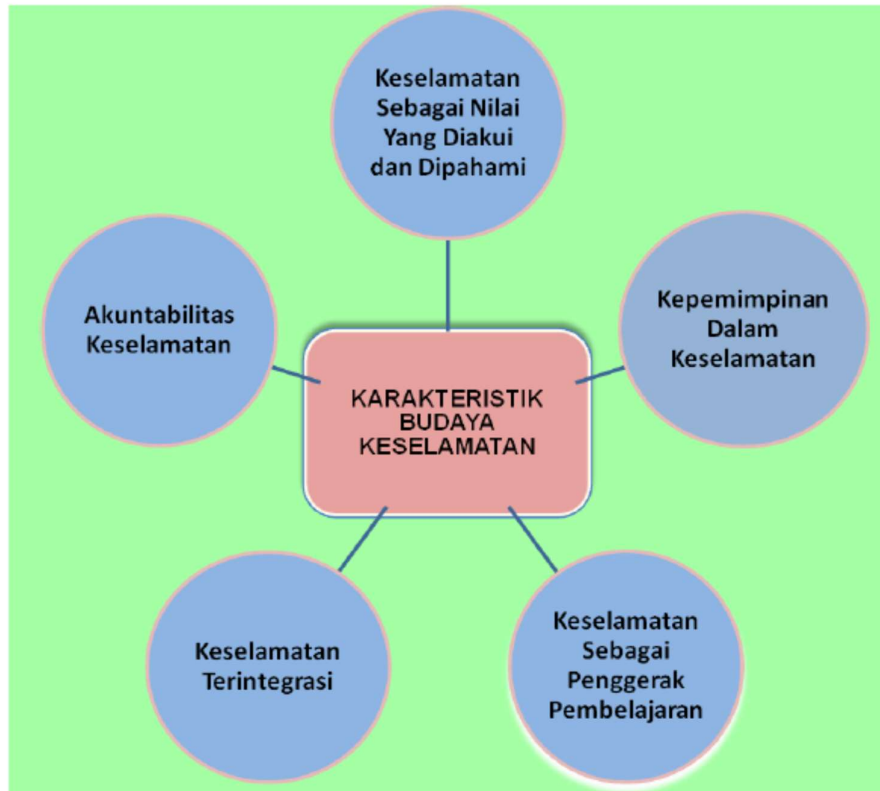 Keselamatan
Sebagai Nilai
Yang Diakui
dan Dipahami
Akuntabilitas
Keselamatan
Kepemimpinan
Dalam
Keselamatan
KARAKTERISTIK
BUDAYA
KESELAMATAN
Keselamatan
Terintegrasi
Keselamatan
Sebagai
Penggerak
Pembelajaran